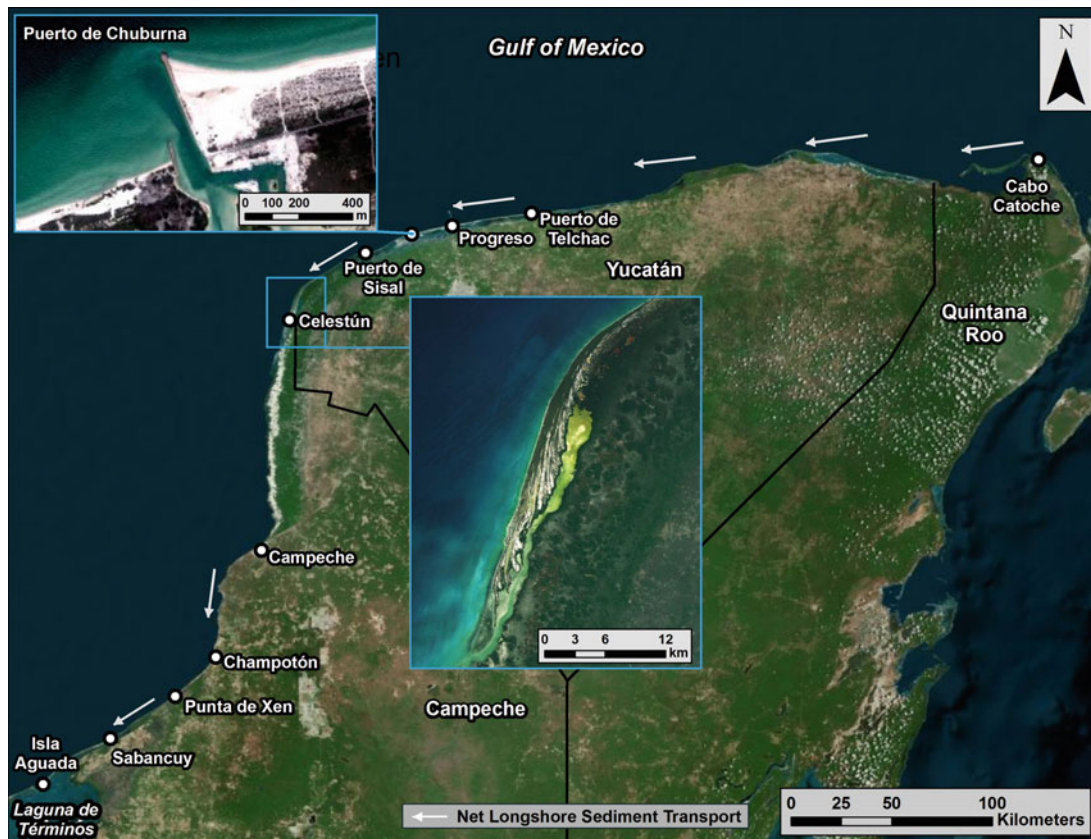 Puerto de Chuburna
0 100 200 400
m
Gulf of Mexico
en
N
Cabo
Catoche
Puerto de
Telchac
Progreso
Puerto de
Sisal
Yucatán
Quintana
Roo
Celestún
0 3 6 12
km
Campeche
Champotón
Punta de Xen
Campeche
Sabancuy
Isla
Aguada
Laguna de
Términos
Net Longshore Sediment Transport
0 25 50 100
Kilometers